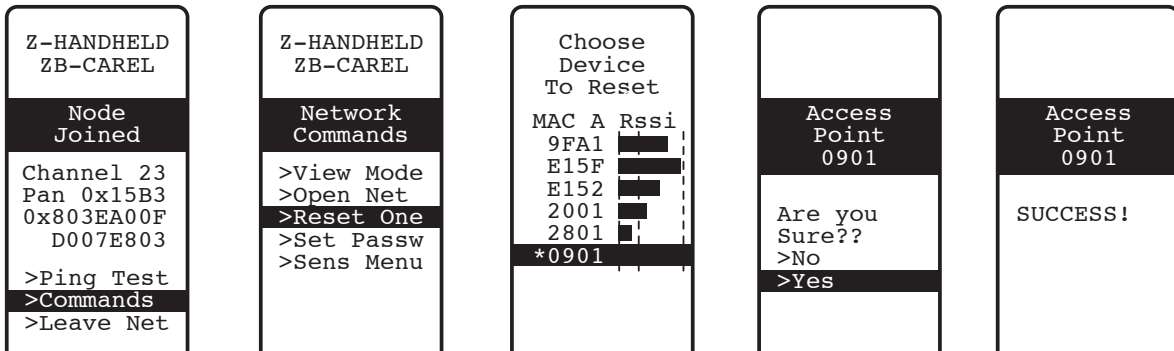 Z-HANDHELD
ZB-CAREL
Node
Joined
Channel 23
Pan 0x15B3
0x803EA00F
D007E803
>Ping Test
>Commands
>Leave Net
Z-HANDHELD
ZB-CAREL
Network
Commands
>View Mode
>Open Net
>Reset One
>Set Passw
>Sens Menu
Choose
Device
To Reset
MAC A Rssi
9FA1
E15F
E152
2001
2801
*0901
Access
Point
0901
Are you
Sure??
>No
>Yes
Access
Point
0901
SUCCESS!